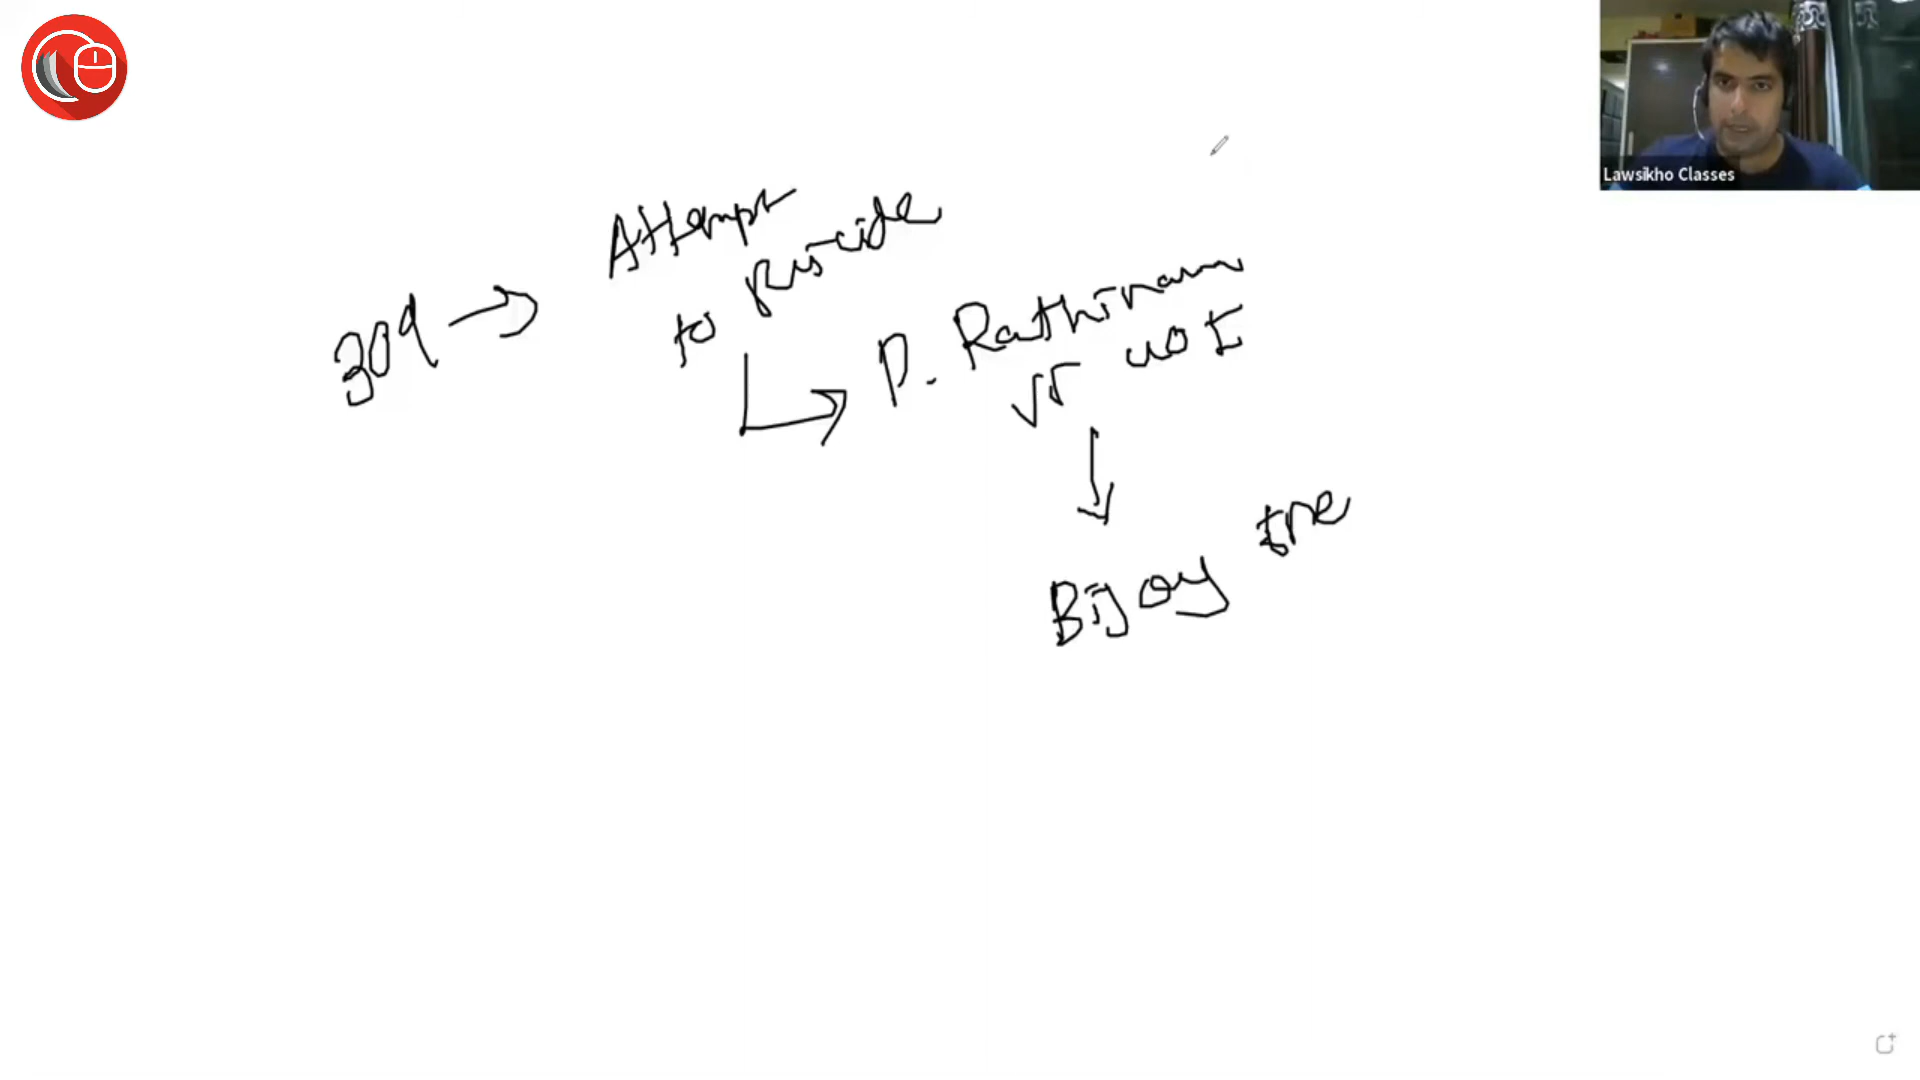 Lawsikho Classes
309 → Attempt
to suicide
P. Rathinam
vs UOI
Bijoy